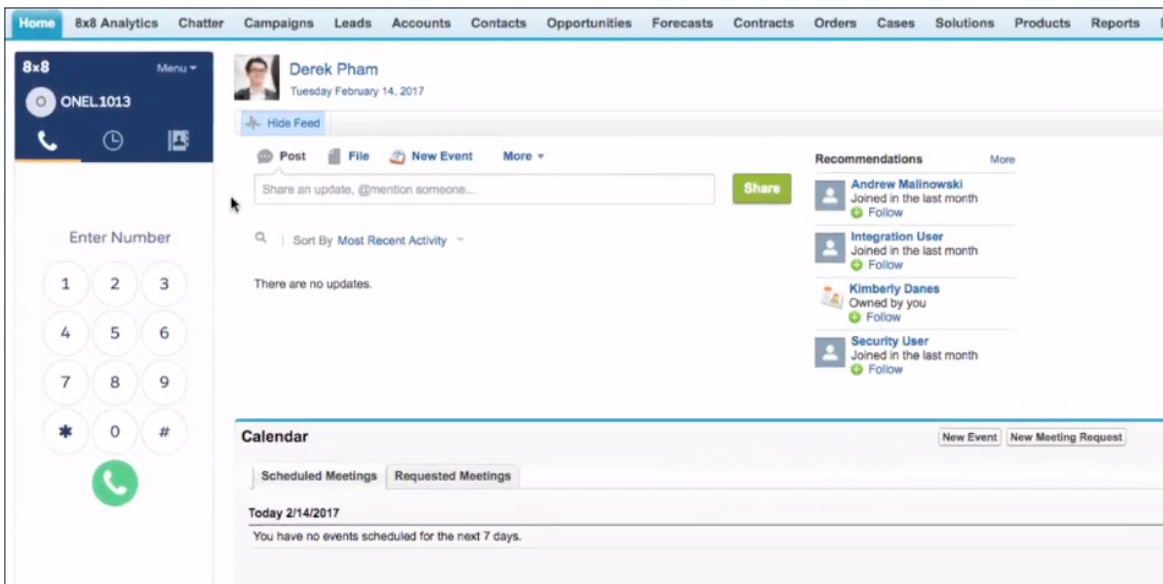 Home 8x8 Analytics Chatter Campaigns Leads Accounts Contacts Opportunities Forecasts Contracts Orders Cases Solutions Products Reports
8x8 Menu
O ONEL1013
Enter Number
1 2 3
4 5 6
7 8 9
* 0 #
Derek Pham
Tuesday February 14, 2017
Hide Feed
Post File New Event More
Share an update, @mention someone...
Share
Sort By Most Recent Activity
There are no updates.
Recommendations More
Andrew Malinowski
Joined in the last month
Follow
Integration User
Joined in the last month
Follow
Kimberly Danes
Owned by you
Follow
Security User
Joined in the last month
Follow
Calendar
New Event New Meeting Request
Scheduled Meetings Requested Meetings
Today 2/14/2017
You have no events scheduled for the next 7 days.